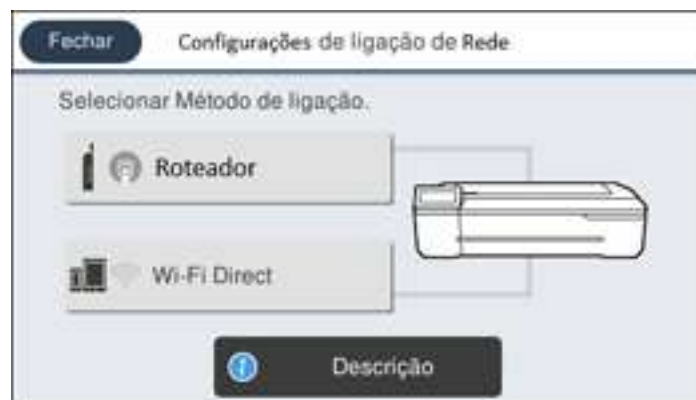 Fechar
Configurações de ligação de Rede
Selecionar Método de ligação.
Roteador
Wi-Fi Direct
Descrição